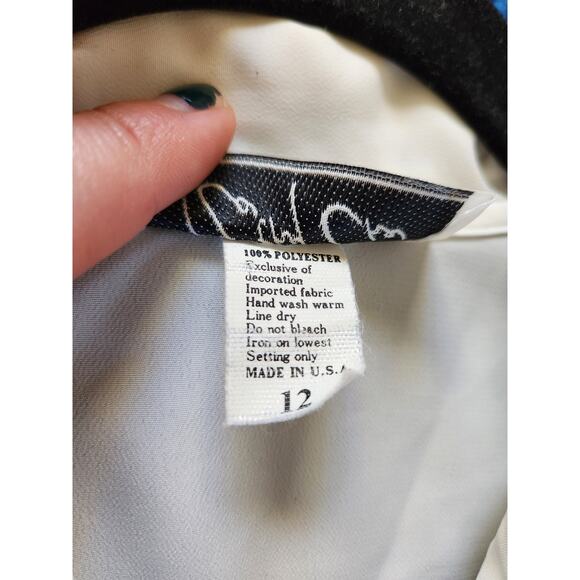 100% POLYESTER
Exclusive of
decoration
Imported fabric
Hand wash warm
Line dry
Do not bleach
Iron on lowest
Setting only
MADE IN U.S.A
12